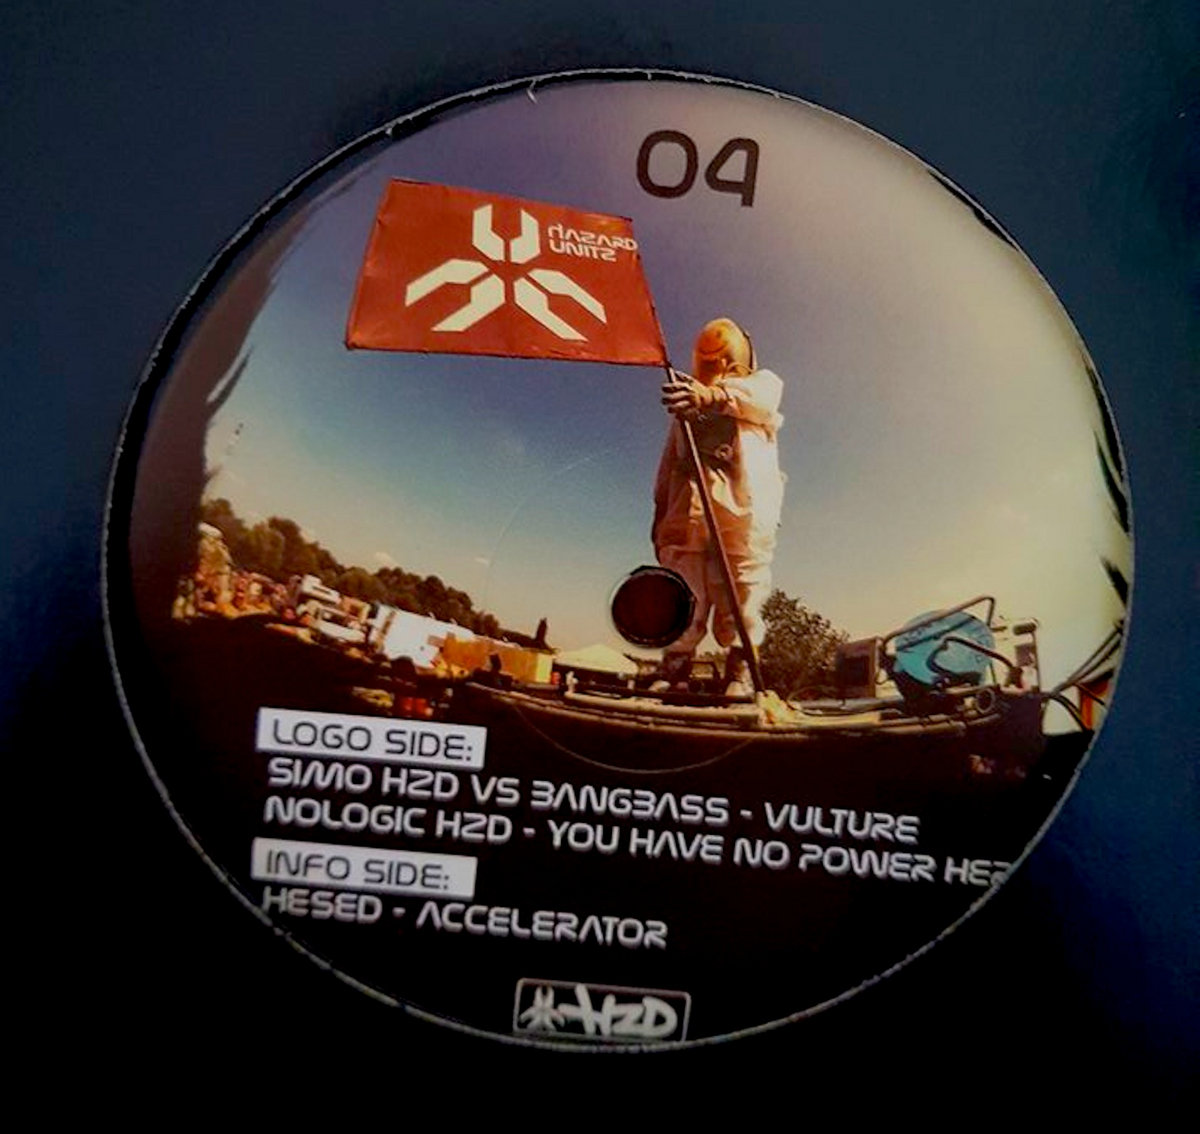 04
HAZARD
UNITZ
LOGO SIDE:
SIMO HZD VS BANGBASS - VULTURE
NOLOGIC HZD - YOU HAVE NO POWER HER
INFO SIDE:
HESED - ACCELERATOR
HZD